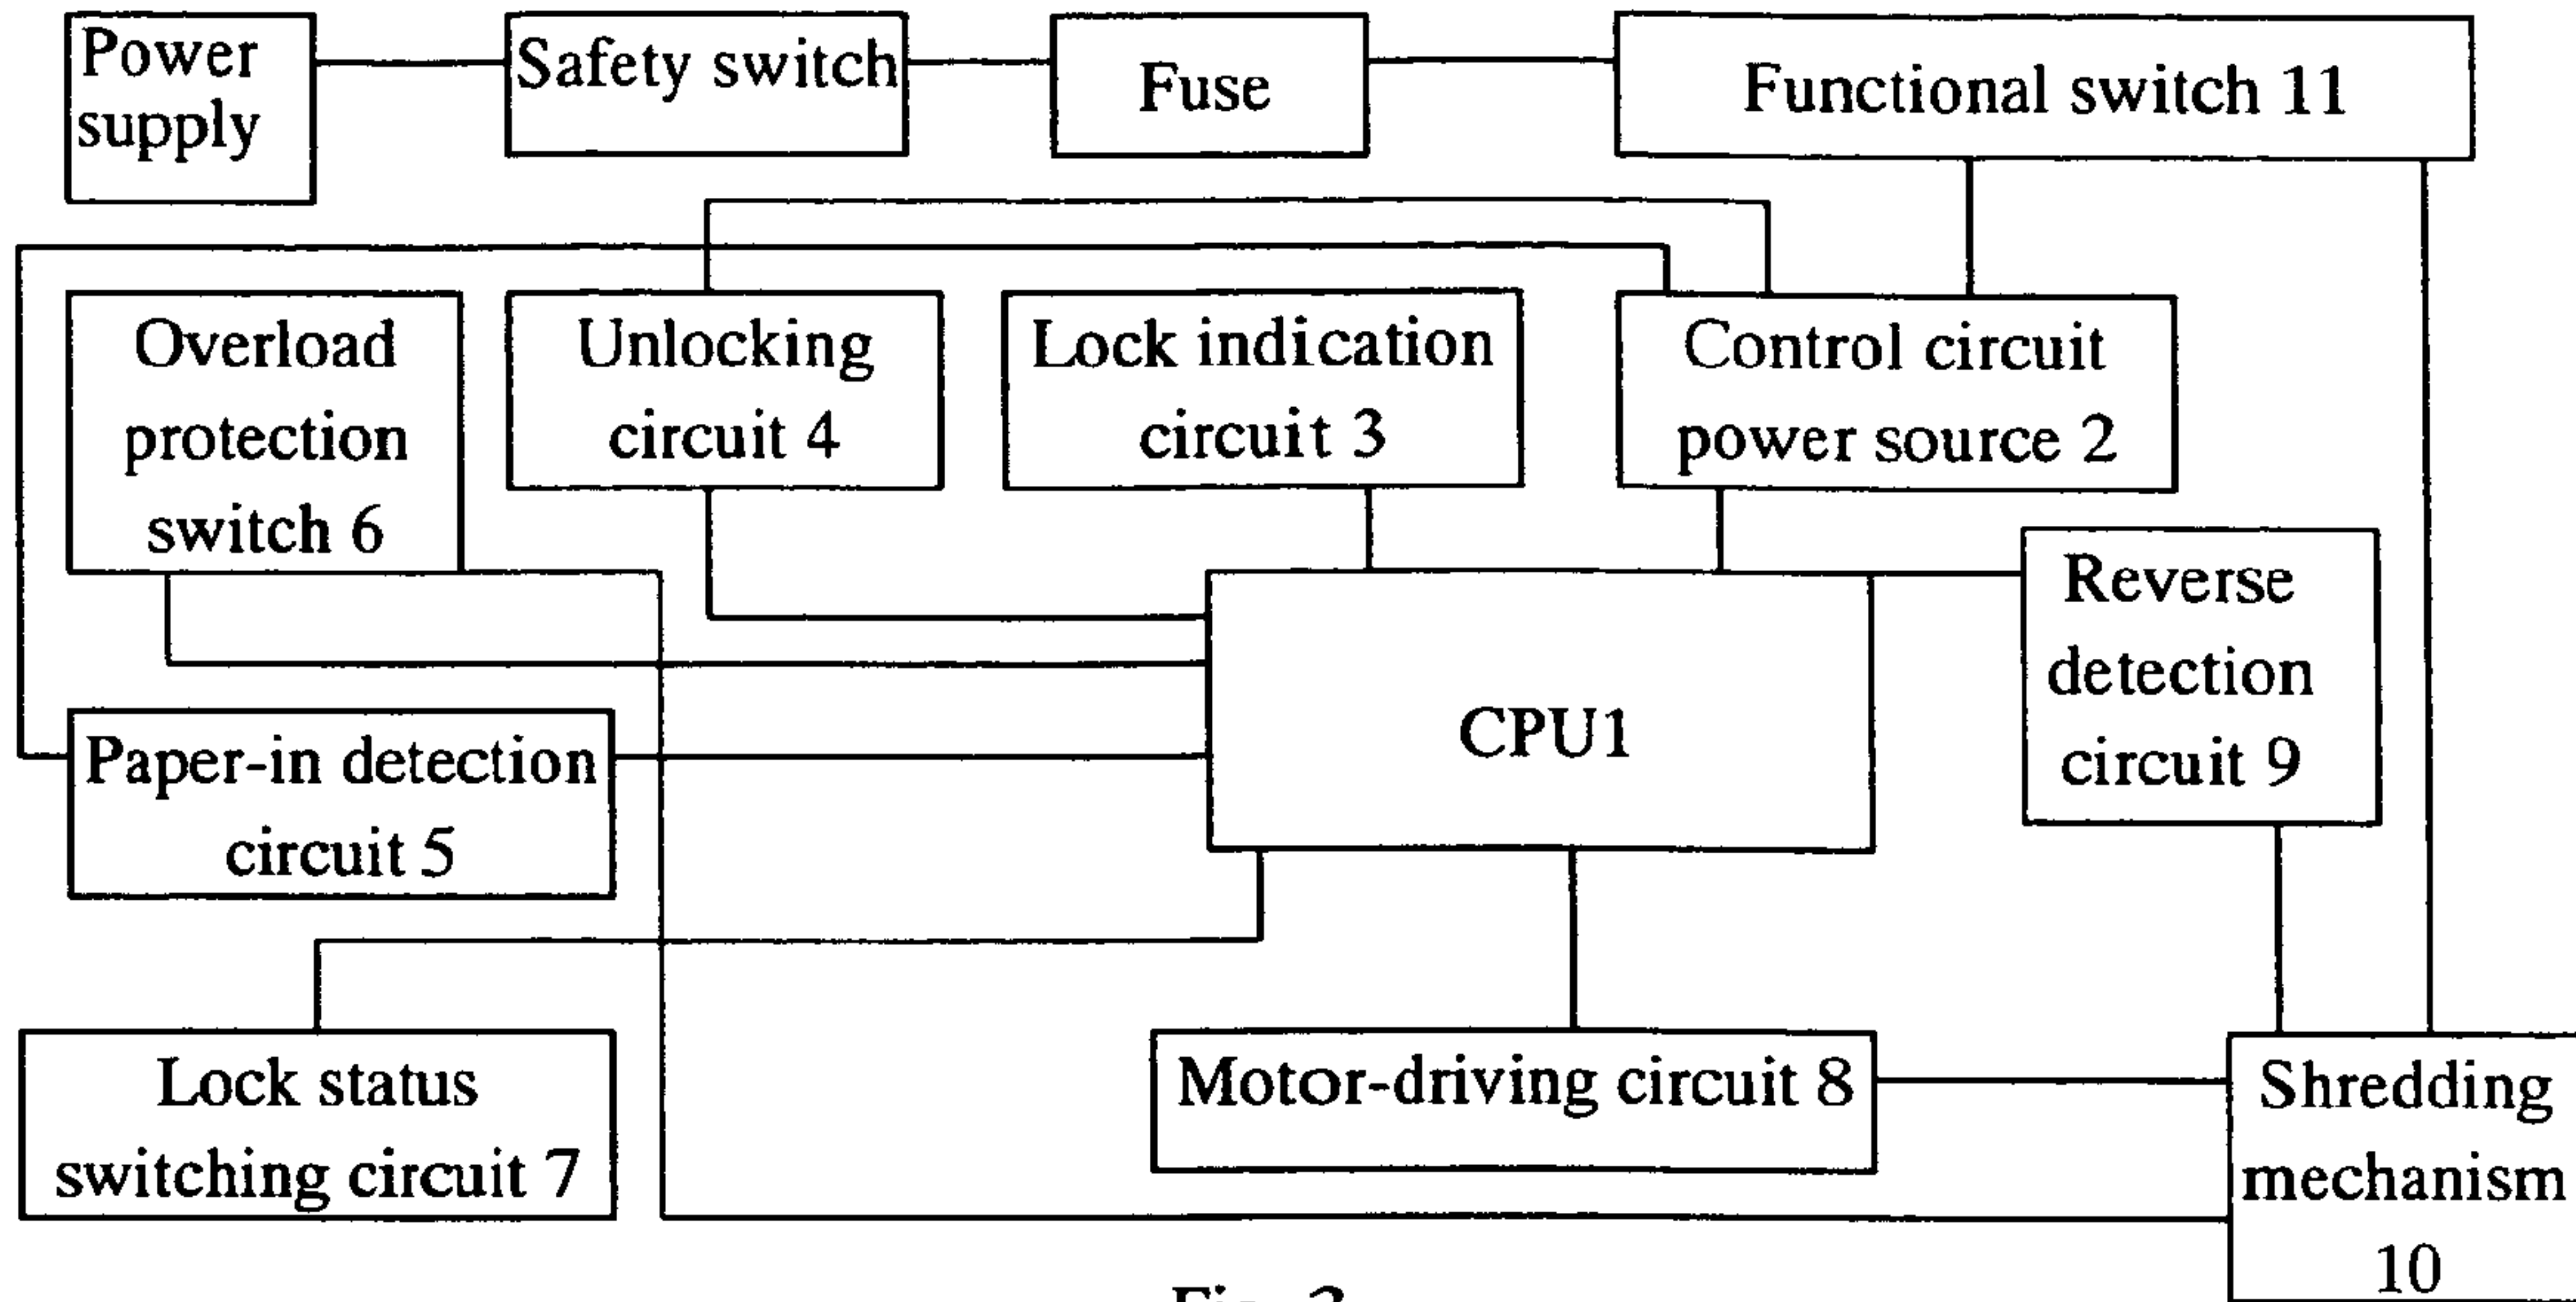 Power
supply
Safety switch
Fuse
Functional switch 11
Overload
protection
switch 6
Unlocking
circuit 4
Lock indication
circuit 3
Control circuit
power source 2
Reverse
detection
circuit 9
CPU1
Paper-in detection
circuit 5
Lock status
switching circuit 7
Motor-driving circuit 8
Shredding
mechanism
10